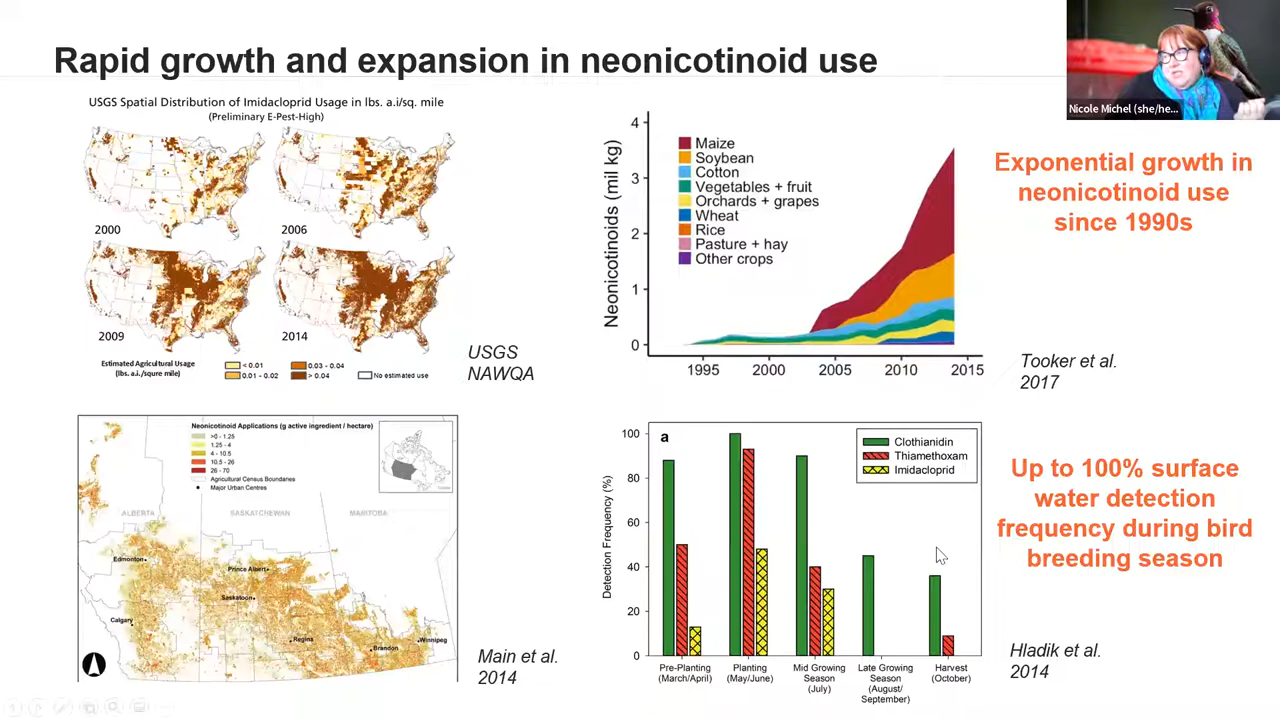 Rapid growth and expansion in neonicotinoid use
Nicole Michel (she/he...
USGS Spatial Distribution of Imidacloprid Usage in lbs. a.i/sq. mile
(Preliminary E-Pest-High)
2000
2006
2009
2014
Estimated Agricultural Usage
(lbs. a.i./squre mile)
< 0.01
0.01 - 0.02
0.03 - 0.04
> 0.04
No estimated use
USGS
NAWQA
Neonicotinoids (mil kg)
4
3
2
1
0
Maize
Soybean
Cotton
Vegetables + fruit
Orchards + grapes
Wheat
Rice
Pasture + hay
Other crops
1995
2000
2005
2010
2015
Exponential growth in
neonicotinoid use
since 1990s
Tooker et al.
2017
Neonicotinoid Applications (g active ingredient / hectare)
>0 - 1.25
1.25 - 4
4 - 10.5
10.5 - 26
26 - 70
Agricultural Census Boundaries
Major Urban Centres
ALBERTA
SASKATCHEWAN
MANITOBA
Edmonton
Prince Albert
Saskatoon
Calgary
Regina
Winnipeg
Brandon
Main et al.
2014
a
Detection Frequency (%)
100
80
60
40
20
0
Clothianidin
Thiamethoxam
Imidacloprid
Pre-Planting
(March/April)
Planting
(May/June)
Mid Growing
Season
(July)
Late Growing
Season
(August/
September)
Harvest
(October)
Up to 100% surface
water detection
frequency during bird
breeding season
Hladik et al.
2014